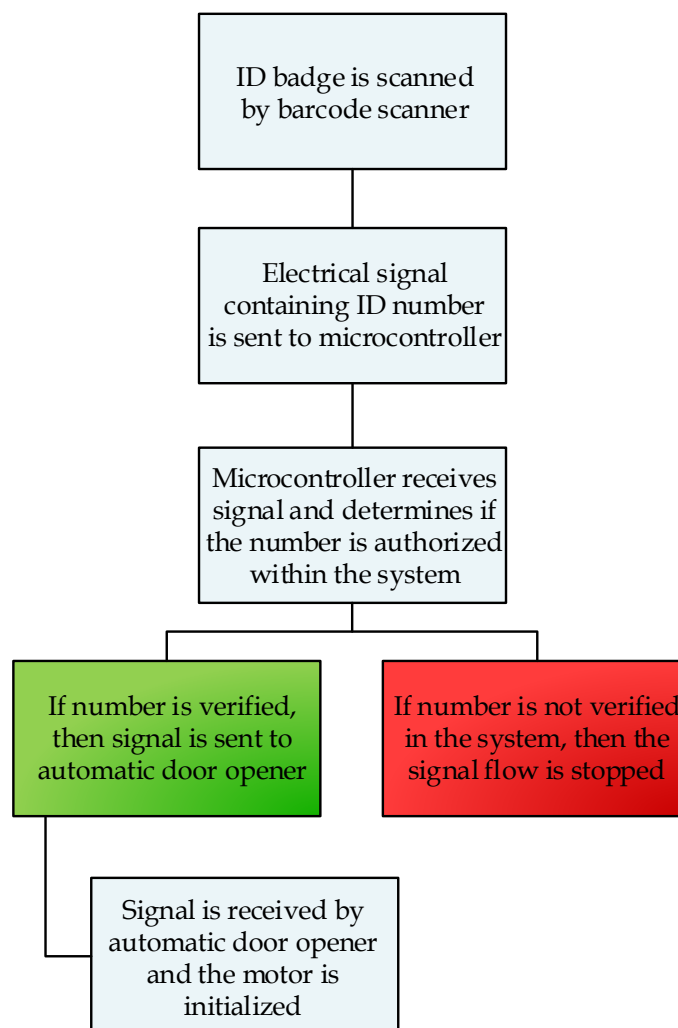 ID badge is scanned
by barcode scanner
Electrical signal
containing ID number
is sent to microcontroller
Microcontroller receives
signal and determines if
the number is authorized
within the system
If number is verified,
then signal is sent to
automatic door opener
If number is not verified
in the system, then the
signal flow is stopped
Signal is received by
automatic door opener
and the motor is
initialized